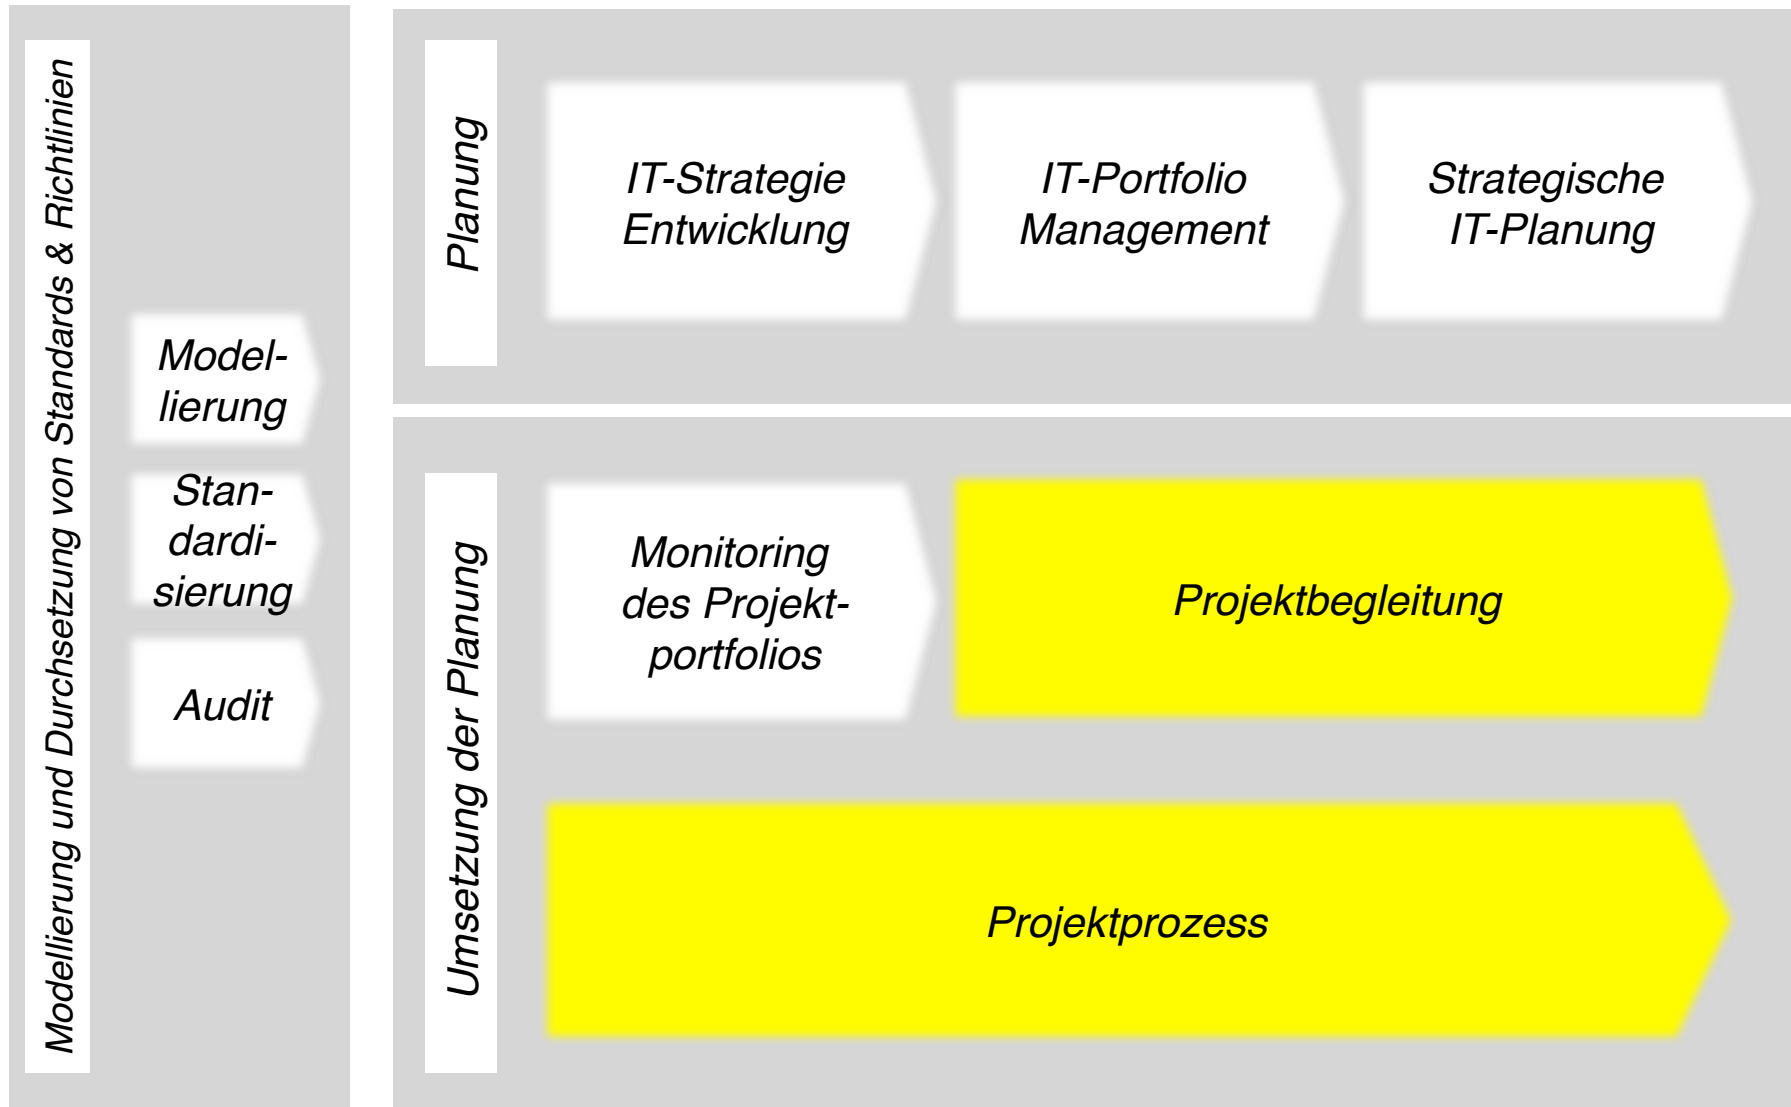 Modellierung und Durchsetzung von Standards & Richtlinien
Model-
lierung
Stan-
dardi-
sierung
Audit
Planung
IT-Strategie
Entwicklung
IT-Portfolio
Management
Strategische
IT-Planung
Umsetzung der Planung
Monitoring
des Projekt-
portfolios
Projektbegleitung
Projektprozess